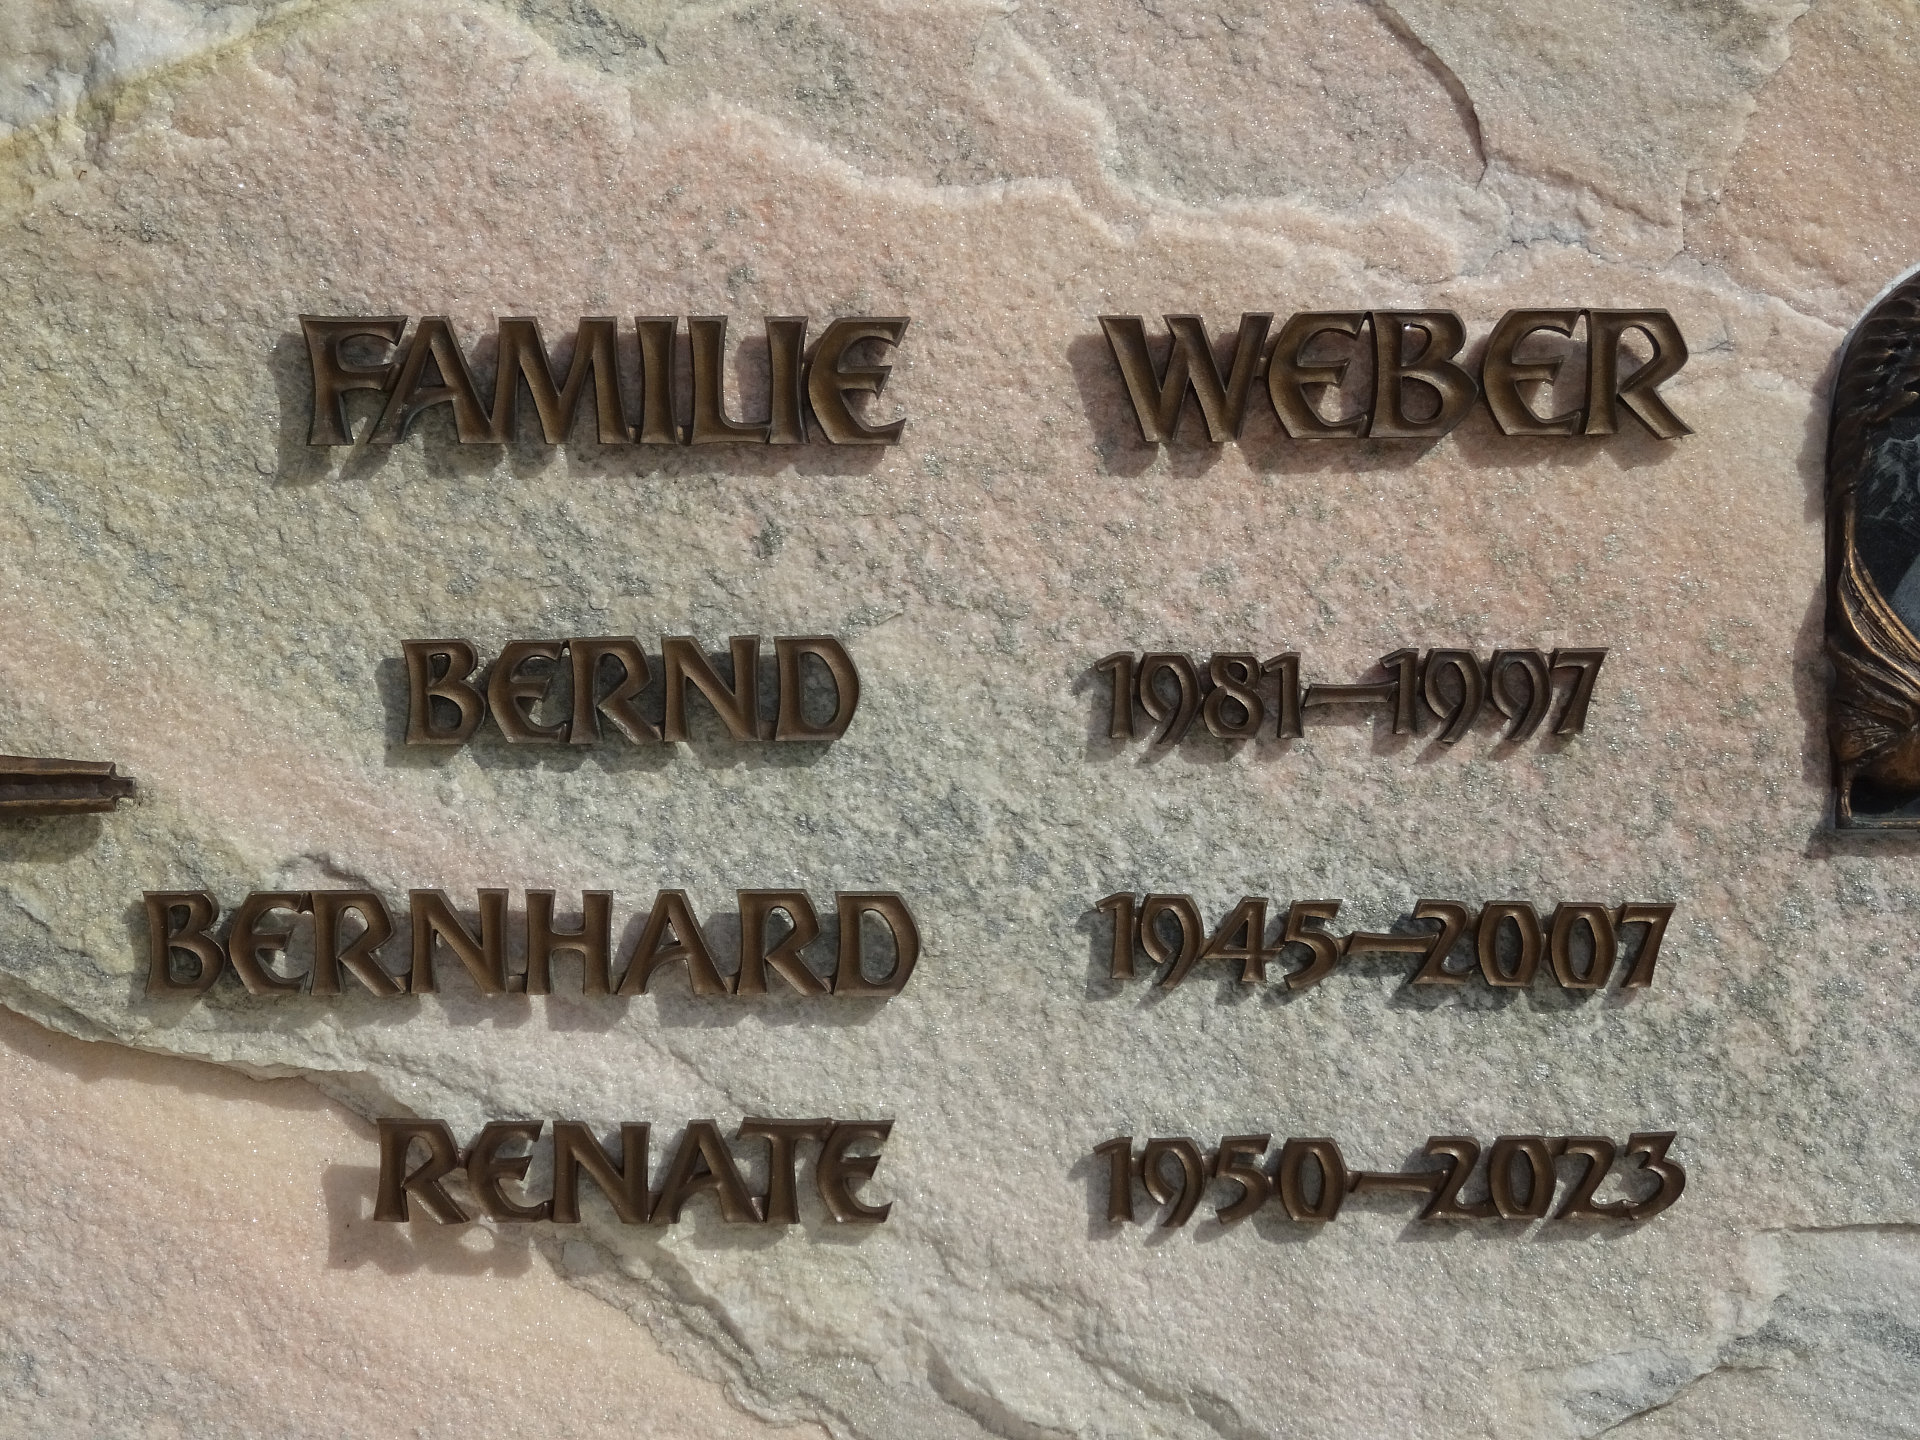 FAMILIE WEBER
BERND 1981–1997
BERNHARD 1945–2007
RENATE 1950–2023